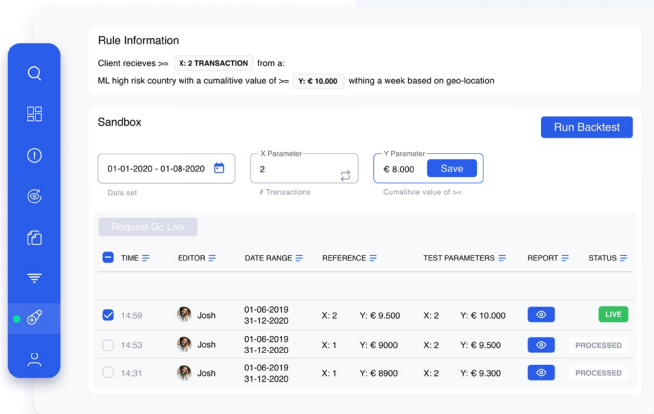 Rule Information
Client recieves >= X: 2 TRANSACTION from a:
ML high risk country with a cumalitive value of >= Y: € 10.000 wthing a week based on geo-location
Sandbox
Run Backtest
X Parameter
Y Parameter
01-01-2020 - 01-08-2020
2
€ 8.000
Save
Data set
# Transactions
Cumalitvie value of >=
Request Go Live
TIME EDITOR DATE RANGE REFERENCE TEST PARAMETERS REPORT STATUS
14:59 Josh 01-06-2019 X: 2 Y: € 9.500 X: 2 Y: € 10.000 LIVE
31-12-2020
14:53 Josh 01-06-2019 X: 1 Y: € 9000 X: 2 Y: € 9.500 PROCESSED
31-12-2020
14:31 Josh 01-06-2019 X: 1 Y: € 8900 X: 2 Y: € 9.300 PROCESSED
31-12-2020